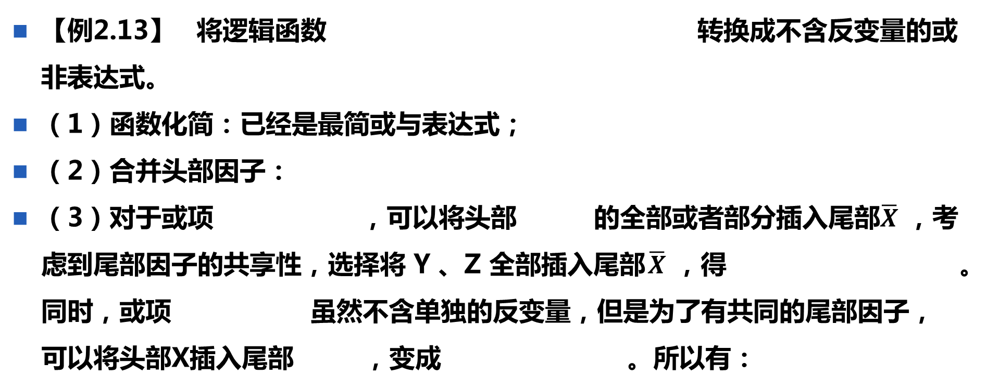 【例2.13】 将逻辑函数 转换成不含反变量的或
非表达式。
（1）函数化简：已经是最简或与表达式；
（2）合并头部因子：
（3）对于或项 ，可以将头部 的全部或者部分插入尾部X̅ ，考
虑到尾部因子的共享性，选择将 Y 、Z 全部插入尾部X̅ ，得 。
同时，或项 虽然不含单独的反变量，但是为了有共同的尾部因子，
可以将头部X插入尾部 ，变成 。所以有：